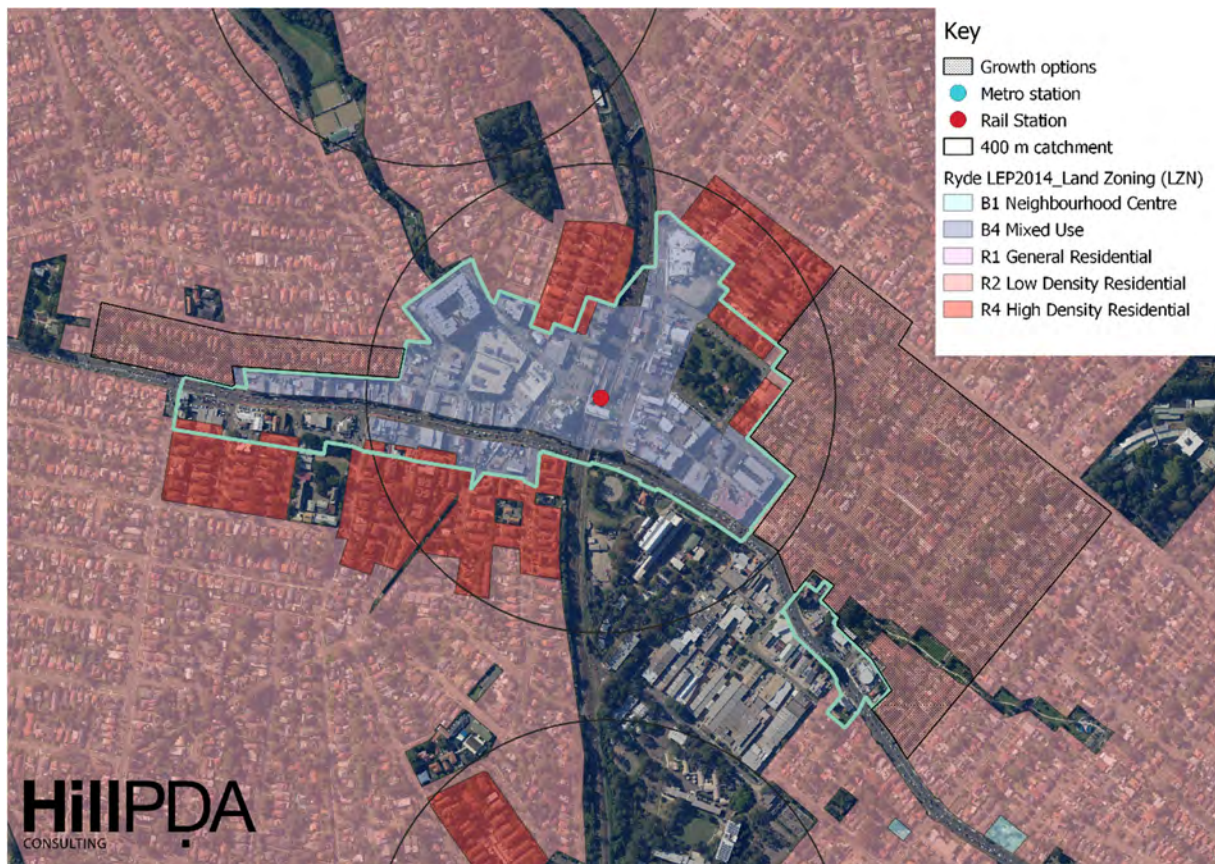 Key
Growth options
Metro station
Rail Station
400 m catchment
Ryde LEP2014_Land Zoning (LZN)
B1 Neighbourhood Centre
B4 Mixed Use
R1 General Residential
R2 Low Density Residential
R4 High Density Residential
HillPDA
CONSULTING